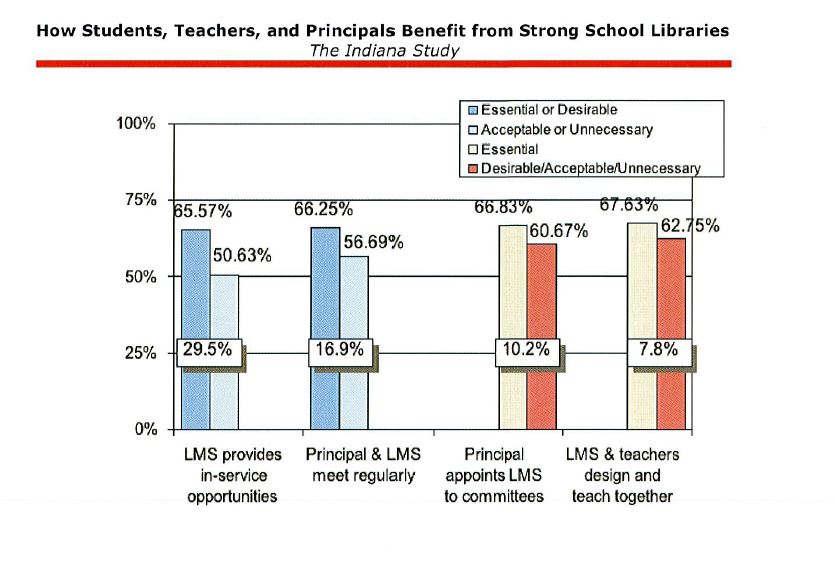 How Students, Teachers, and Principals Benefit from Strong School Libraries
The Indiana Study
Essential or Desirable
Acceptable or Unnecessary
Essential
Desirable/Acceptable/Unnecessary
100%
75%
50%
25%
0%
65.57%
50.63%
29.5%
66.25%
56.69%
16.9%
66.83%
60.67%
10.2%
67.63%
62.75%
7.8%
LMS provides
in-service
opportunities
Principal & LMS
meet regularly
Principal
appoints LMS
to committees
LMS & teachers
design and
teach together